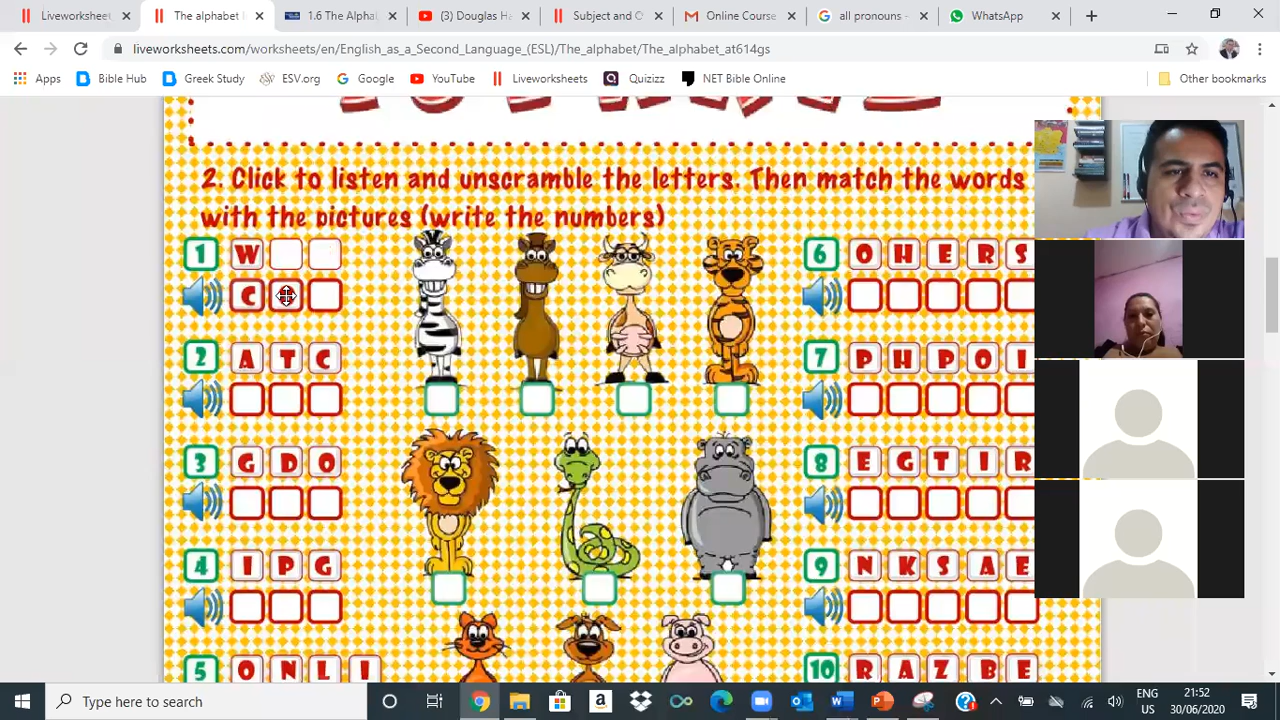 Liveworksheets
The alphabet
1.6 The Alpha
(3) Douglas H
Subject and
Gmail Online Course
all pronouns -
WhatsApp
liveworksheets.com/worksheets/en/English_as_a_Second_Language_(ESL)/The_alphabet/The_alphabet_at614gs
Apps Bible Hub Greek Study ESV.org Google YouTube Liveworksheets Quizizz NET Bible Online Other bookmarks
2. Click to listen and unscramble the letters. Then match the words
with the pictures (write the numbers)
1 W
C
2 A T C
3 G D O
4 I P G
5 O N L I
6 O H E R S
7 P H P O I
8 E G T I R
9 N K S A E
10 R A Z B E
Type here to search
ENG
US
21:52
30/06/2020